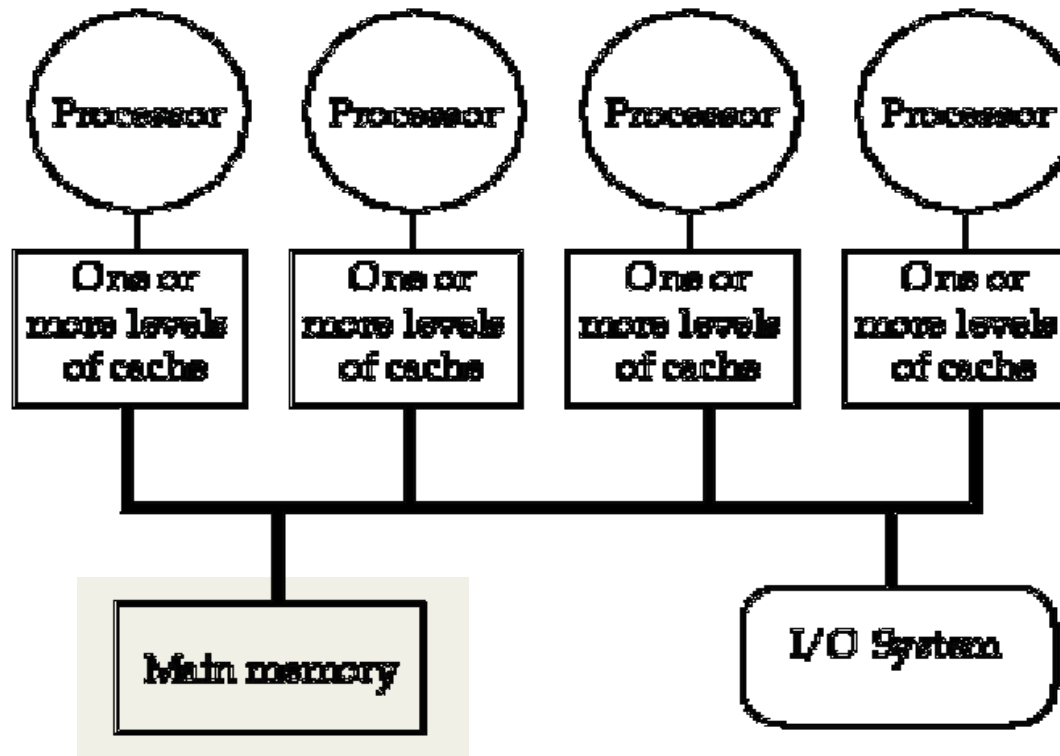 Processor
Processor
Processor
Processor
One or
more levels
of cache
One or
more levels
of cache
One or
more levels
of cache
One or
more levels
of cache
Main memory
I/O System